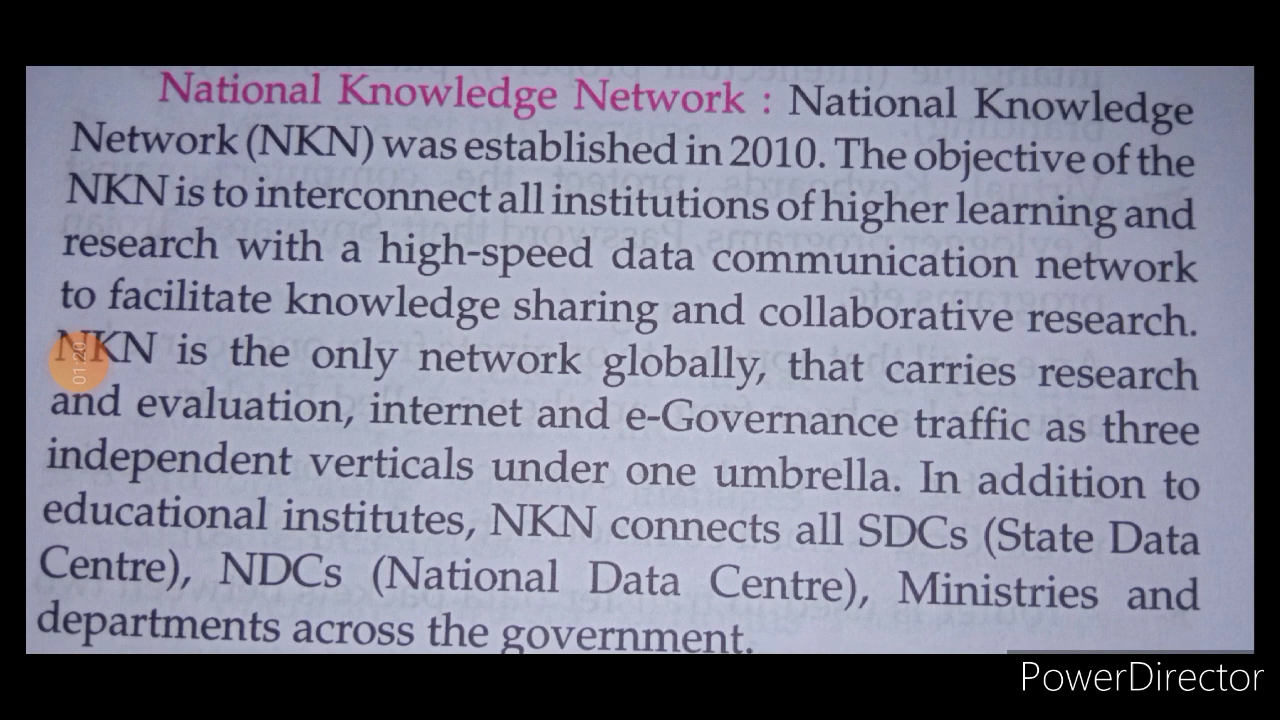 National Knowledge Network : National Knowledge
Network (NKN) was established in 2010. The objective of the
NKN is to interconnect all institutions of higher learning and
research with a high-speed data communication network
to facilitate knowledge sharing and collaborative research.
NKN is the only network globally, that carries research
and evaluation, internet and e-Governance traffic as three
independent verticals under one umbrella. In addition to
educational institutes, NKN connects all SDCs (State Data
Centre), NDCs (National Data Centre), Ministries and
departments across the government.
01:20
PowerDirector